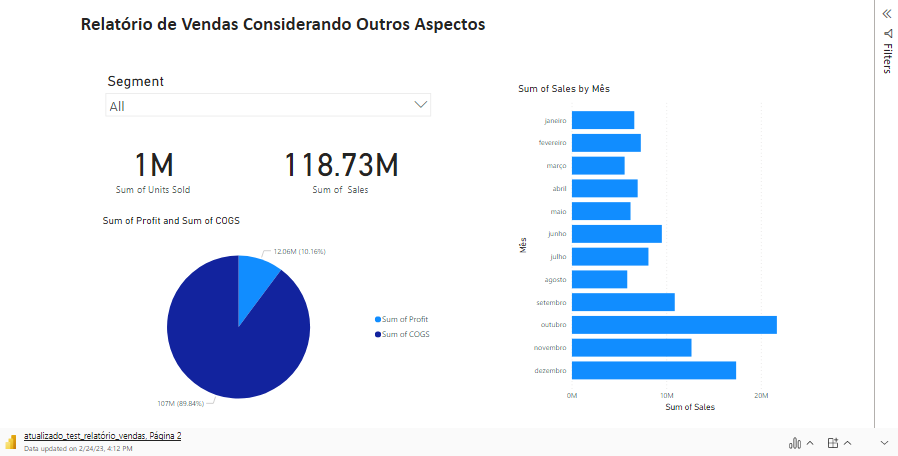 Relatório de Vendas Considerando Outros Aspectos
Filters
Segment
All
1M
Sum of Units Sold
118.73M
Sum of Sales
Sum of Profit and Sum of COGS
12.06M (10.16%)
107M (89.84%)
Sum of Profit
Sum of COGS
Sum of Sales by Mês
Mês
janeiro
fevereiro
março
abril
maio
junho
julho
agosto
setembro
outubro
novembro
dezembro
0M 10M 20M
Sum of Sales
atualizado_test_relatório_vendas. Página 2
Data updated on 2/24/23, 4:12 PM